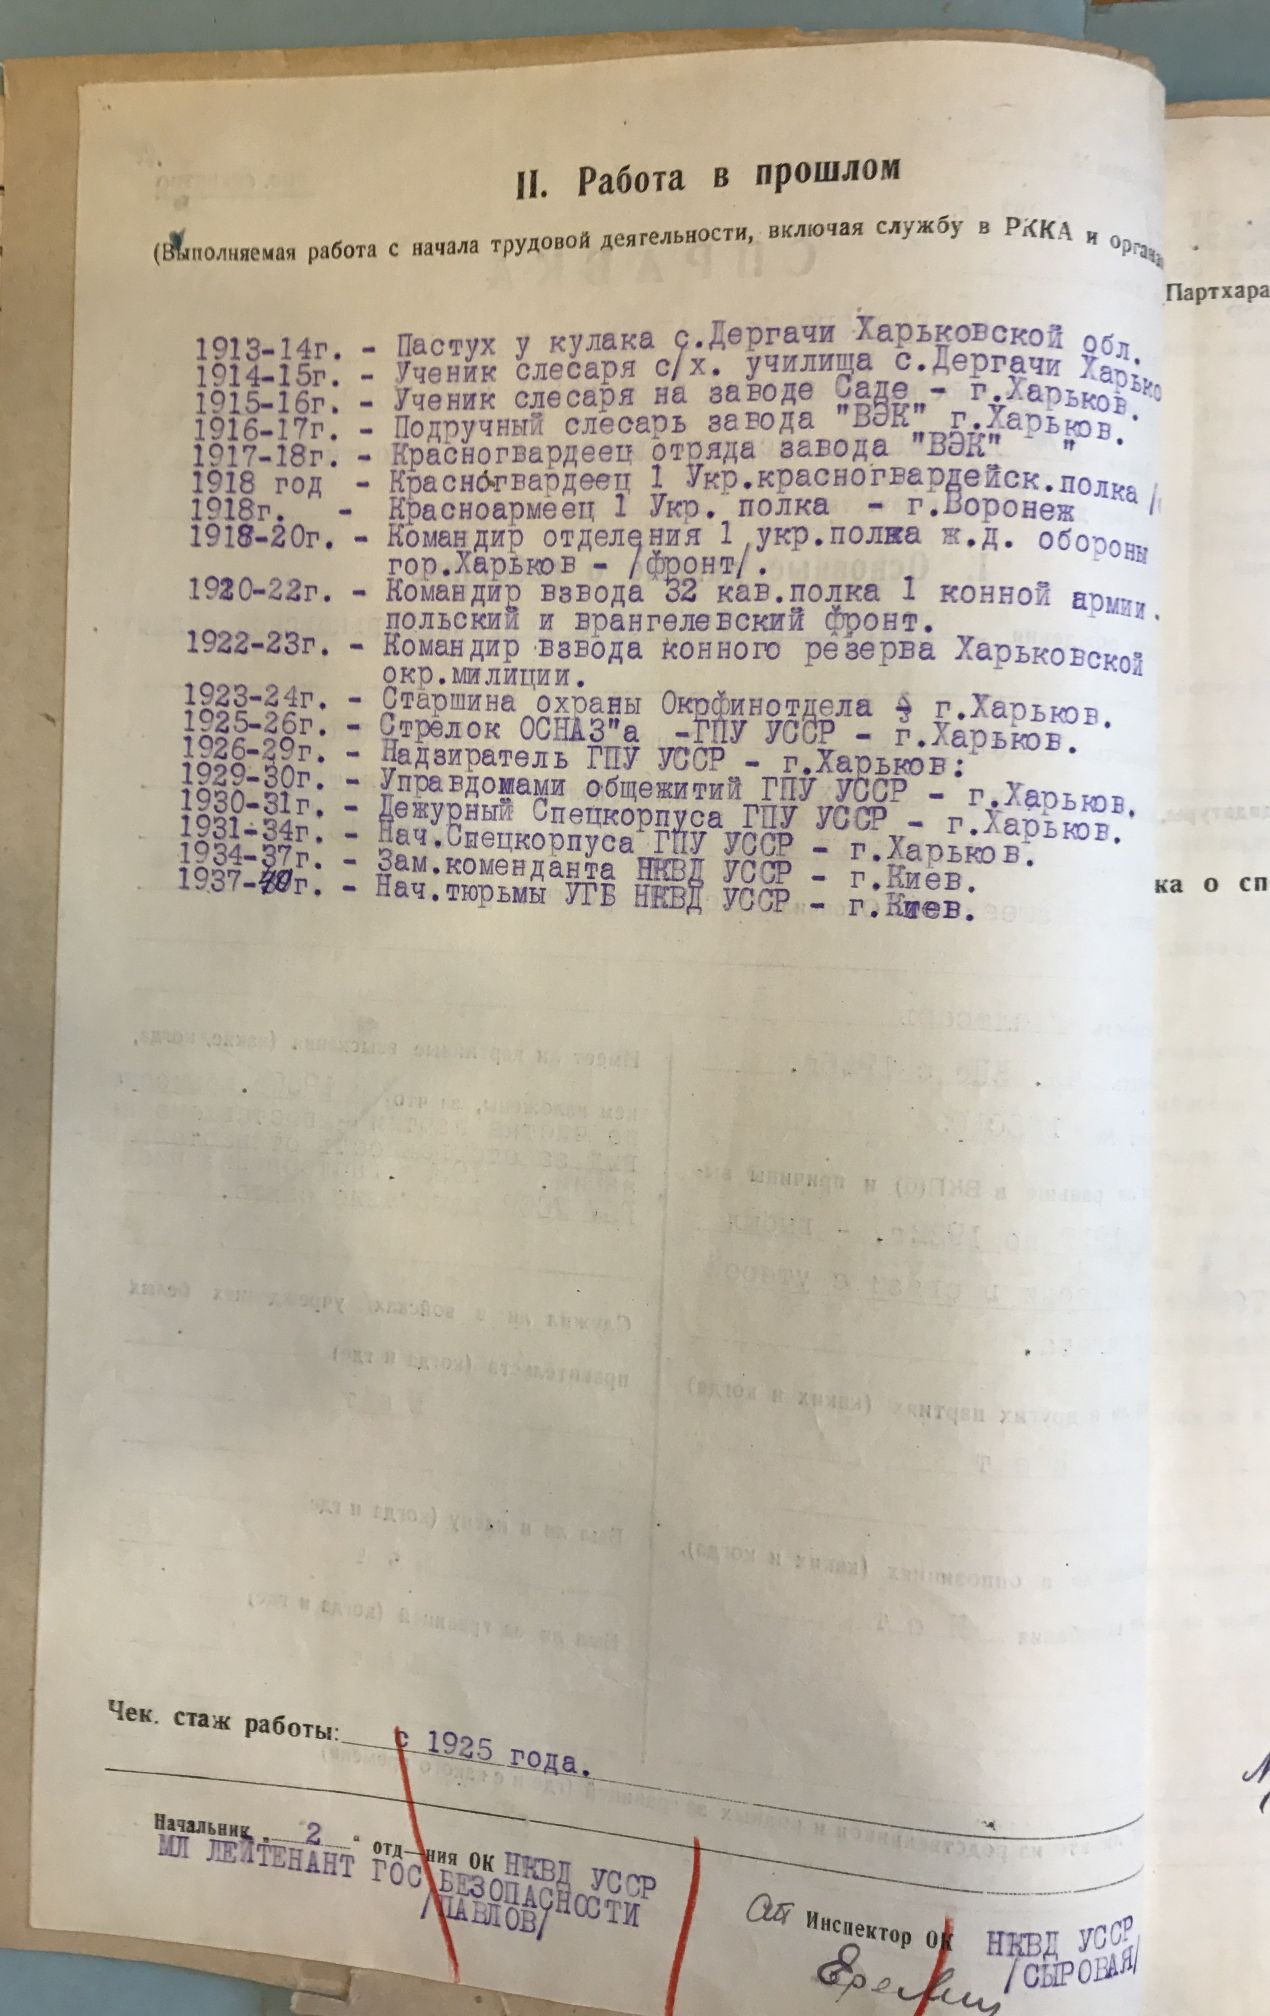 II. Работа в прошлом
(Выполняемая работа с начала трудовой деятельности, включая службу в РККА и орган
1913-14г. - Пастух у кулака с.Дергачи Харьковской обл.
1914-15г. - Ученик слесаря с/х. училища с.Дергачи Харько
1915-16г. - Ученик слесаря на заводе Саде - г.Харьков.
1916-17г. - Подручный слесарь завода "ВЭК" г.Харьков.
1917-18г. - Красногвардеец отряда завода "ВЭК" "
1918 год - Красногвардеец 1 Укр.красногвардейск.полка /
1918г. - Красноармеец 1 Укр. полка - г.Воронеж
1918-20г. - Командир отделения 1 укр.полка ж.д. обороны
гор.Харьков - /фронт/.
1920-22г. - Командир взвода 32 кав.полка 1 конной армии.
польский и врангелевский фронт.
1922-23г. - Командир взвода конного резерва Харьковской
окр.милиции.
1923-24г. - Старшина охраны Окрфинотдела г.Харьков.
1925-26г. - Стрелок ОСНАЗ"а -ГПУ УССР - г.Харьков.
1926-29г. - Надзиратель ГПУ УССР - г.Харьков:
1929-30г. - Управдомами общежитий ГПУ УССР - г.Харьков.
1930-31г. - Дежурный Спецкорпуса ГПУ УССР - г.Харьков.
1931-34г. - Нач.Спецкорпуса ГПУ УССР - г.Харьков.
1934-37г. - Зам.коменданта НКВД УССР - г.Киев.
1937-40г. - Нач.тюрьмы УГБ НКВД УССР - г.Киев.
Чек. стаж работы: с 1925 года.
Начальник „ 2 “ отд—ния ОК НКВД УССР
МЛ ЛЕЙТЕНАНТ ГОС БЕЗОПАСНОСТИ
/ПАВЛОВ/
Инспектор ОК НКВД УССР
/СЫРОВАЯ/
Партхара
ка о сп